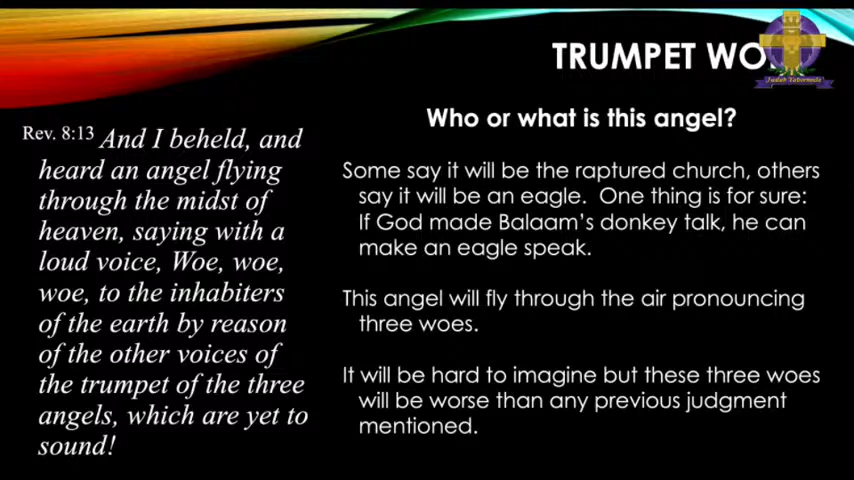 TRUMPET WO
Who or what is this angel?
Rev. 8:13 And I beheld, and
heard an angel flying
through the midst of
heaven, saying with a
loud voice, Woe, woe,
woe, to the inhabiters
of the earth by reason
of the other voices of
the trumpet of the three
angels, which are yet to
sound!
Some say it will be the raptured church, others
say it will be an eagle. One thing is for sure:
If God made Balaam's donkey talk, he can
make an eagle speak.
This angel will fly through the air pronouncing
three woes.
It will be hard to imagine but these three woes
will be worse than any previous judgment
mentioned.